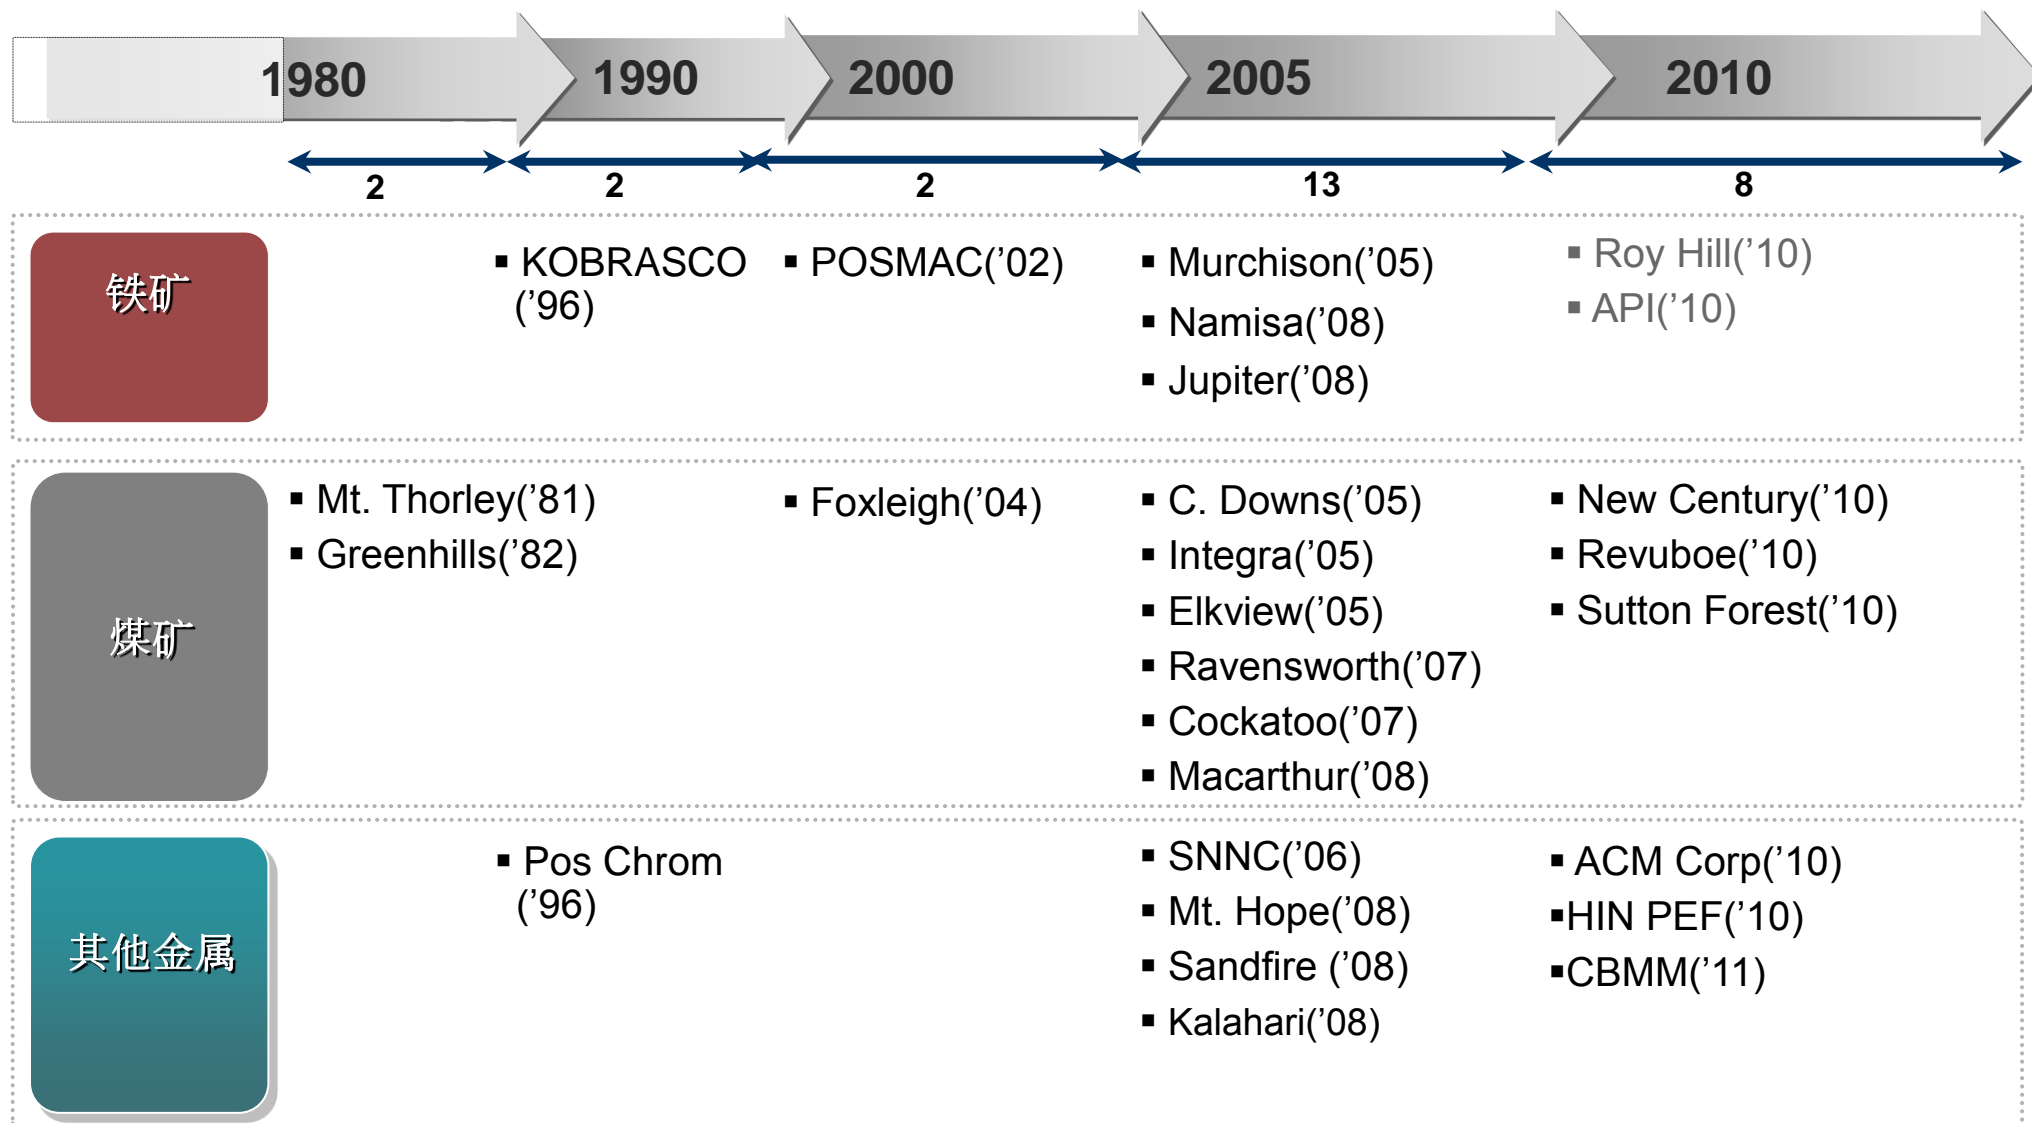 1980 1990 2000 2005 2010
2 2 2 13 8
铁矿
▪ KOBRASCO
('96)
▪ POSMAC('02)
▪ Murchison('05)
▪ Namisa('08)
▪ Jupiter('08)
▪ Roy Hill('10)
▪ API('10)
煤矿
▪ Mt. Thorley('81)
▪ Greenhills('82)
▪ Foxleigh('04)
▪ C. Downs('05)
▪ Integra('05)
▪ Elkview('05)
▪ Ravensworth('07)
▪ Cockatoo('07)
▪ Macarthur('08)
▪ New Century('10)
▪ Revuboe('10)
▪ Sutton Forest('10)
其他金属
▪ Pos Chrom
('96)
▪ SNNC('06)
▪ Mt. Hope('08)
▪ Sandfire ('08)
▪ Kalahari('08)
▪ ACM Corp('10)
▪HIN PEF('10)
▪CBMM('11)